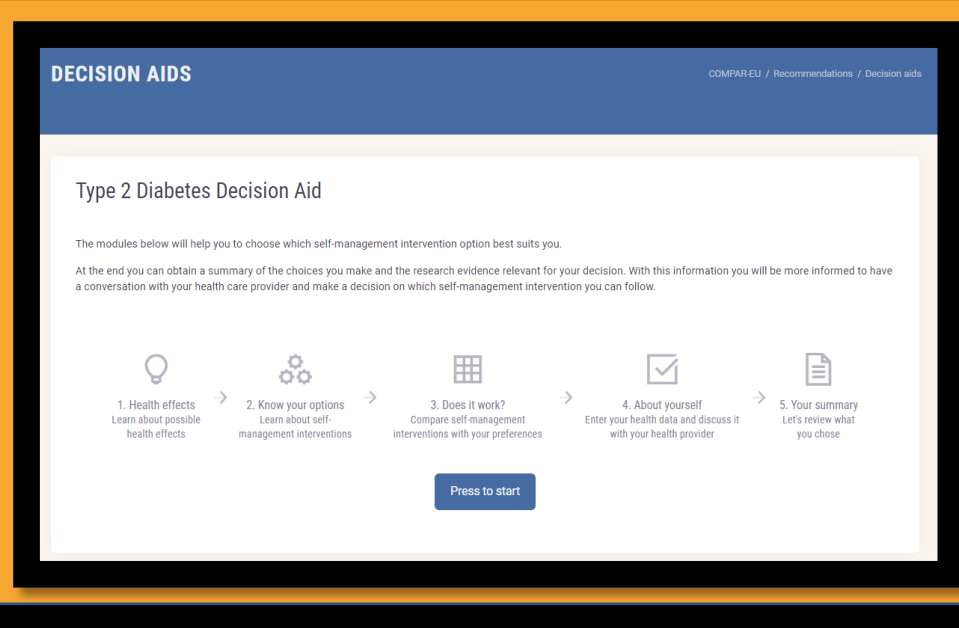 DECISION AIDS
COMPAR-EU / Recommendations / Decision aids
Type 2 Diabetes Decision Aid
The modules below will help you to choose which self-management intervention option best suits you.
At the end you can obtain a summary of the choices you make and the research evidence relevant for your decision. With this information you will be more informed to have
a conversation with your health care provider and make a decision on which self-management intervention you can follow.
1. Health effects
Learn about possible
health effects
2. Know your options
Learn about self-
management interventions
3. Does it work?
Compare self-management
interventions with your preferences
4. About yourself
Enter your health data and discuss it
with your health provider
5. Your summary
Let's review what
you chose
Press to start